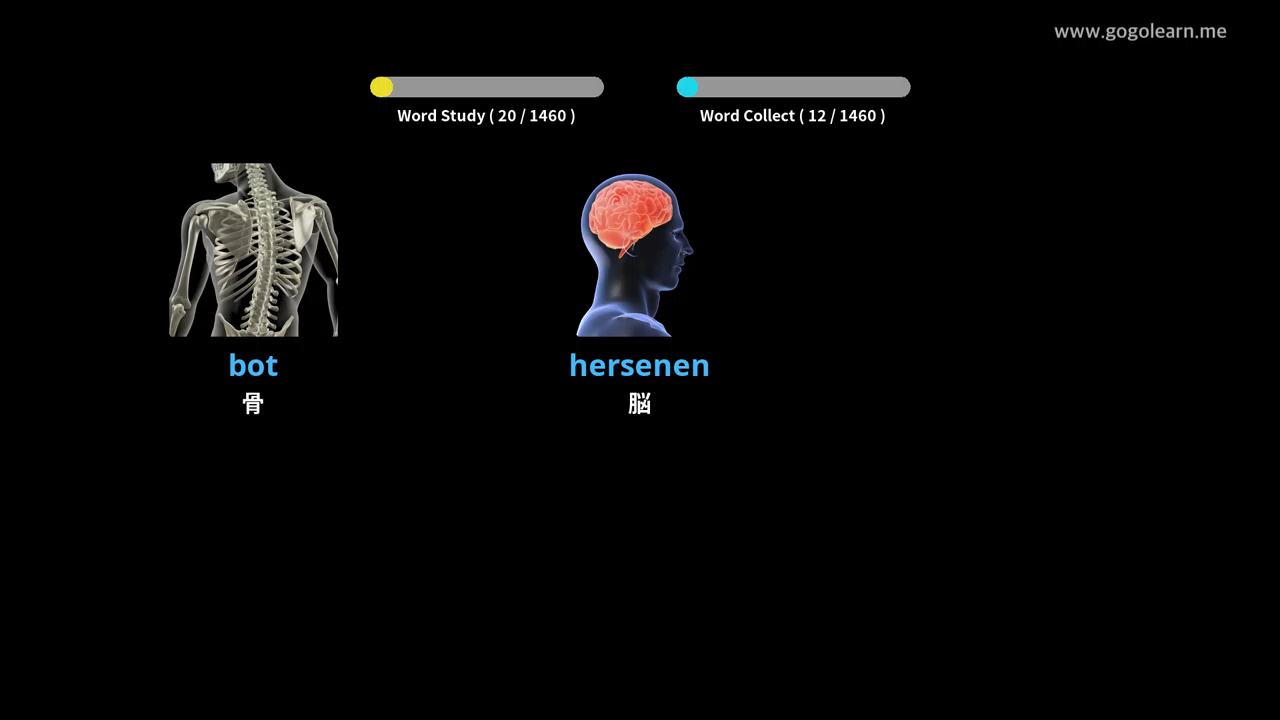 www.gogolearn.me
Word Study ( 20 / 1460 )
Word Collect ( 12 / 1460 )
bot
骨
hersenen
脳